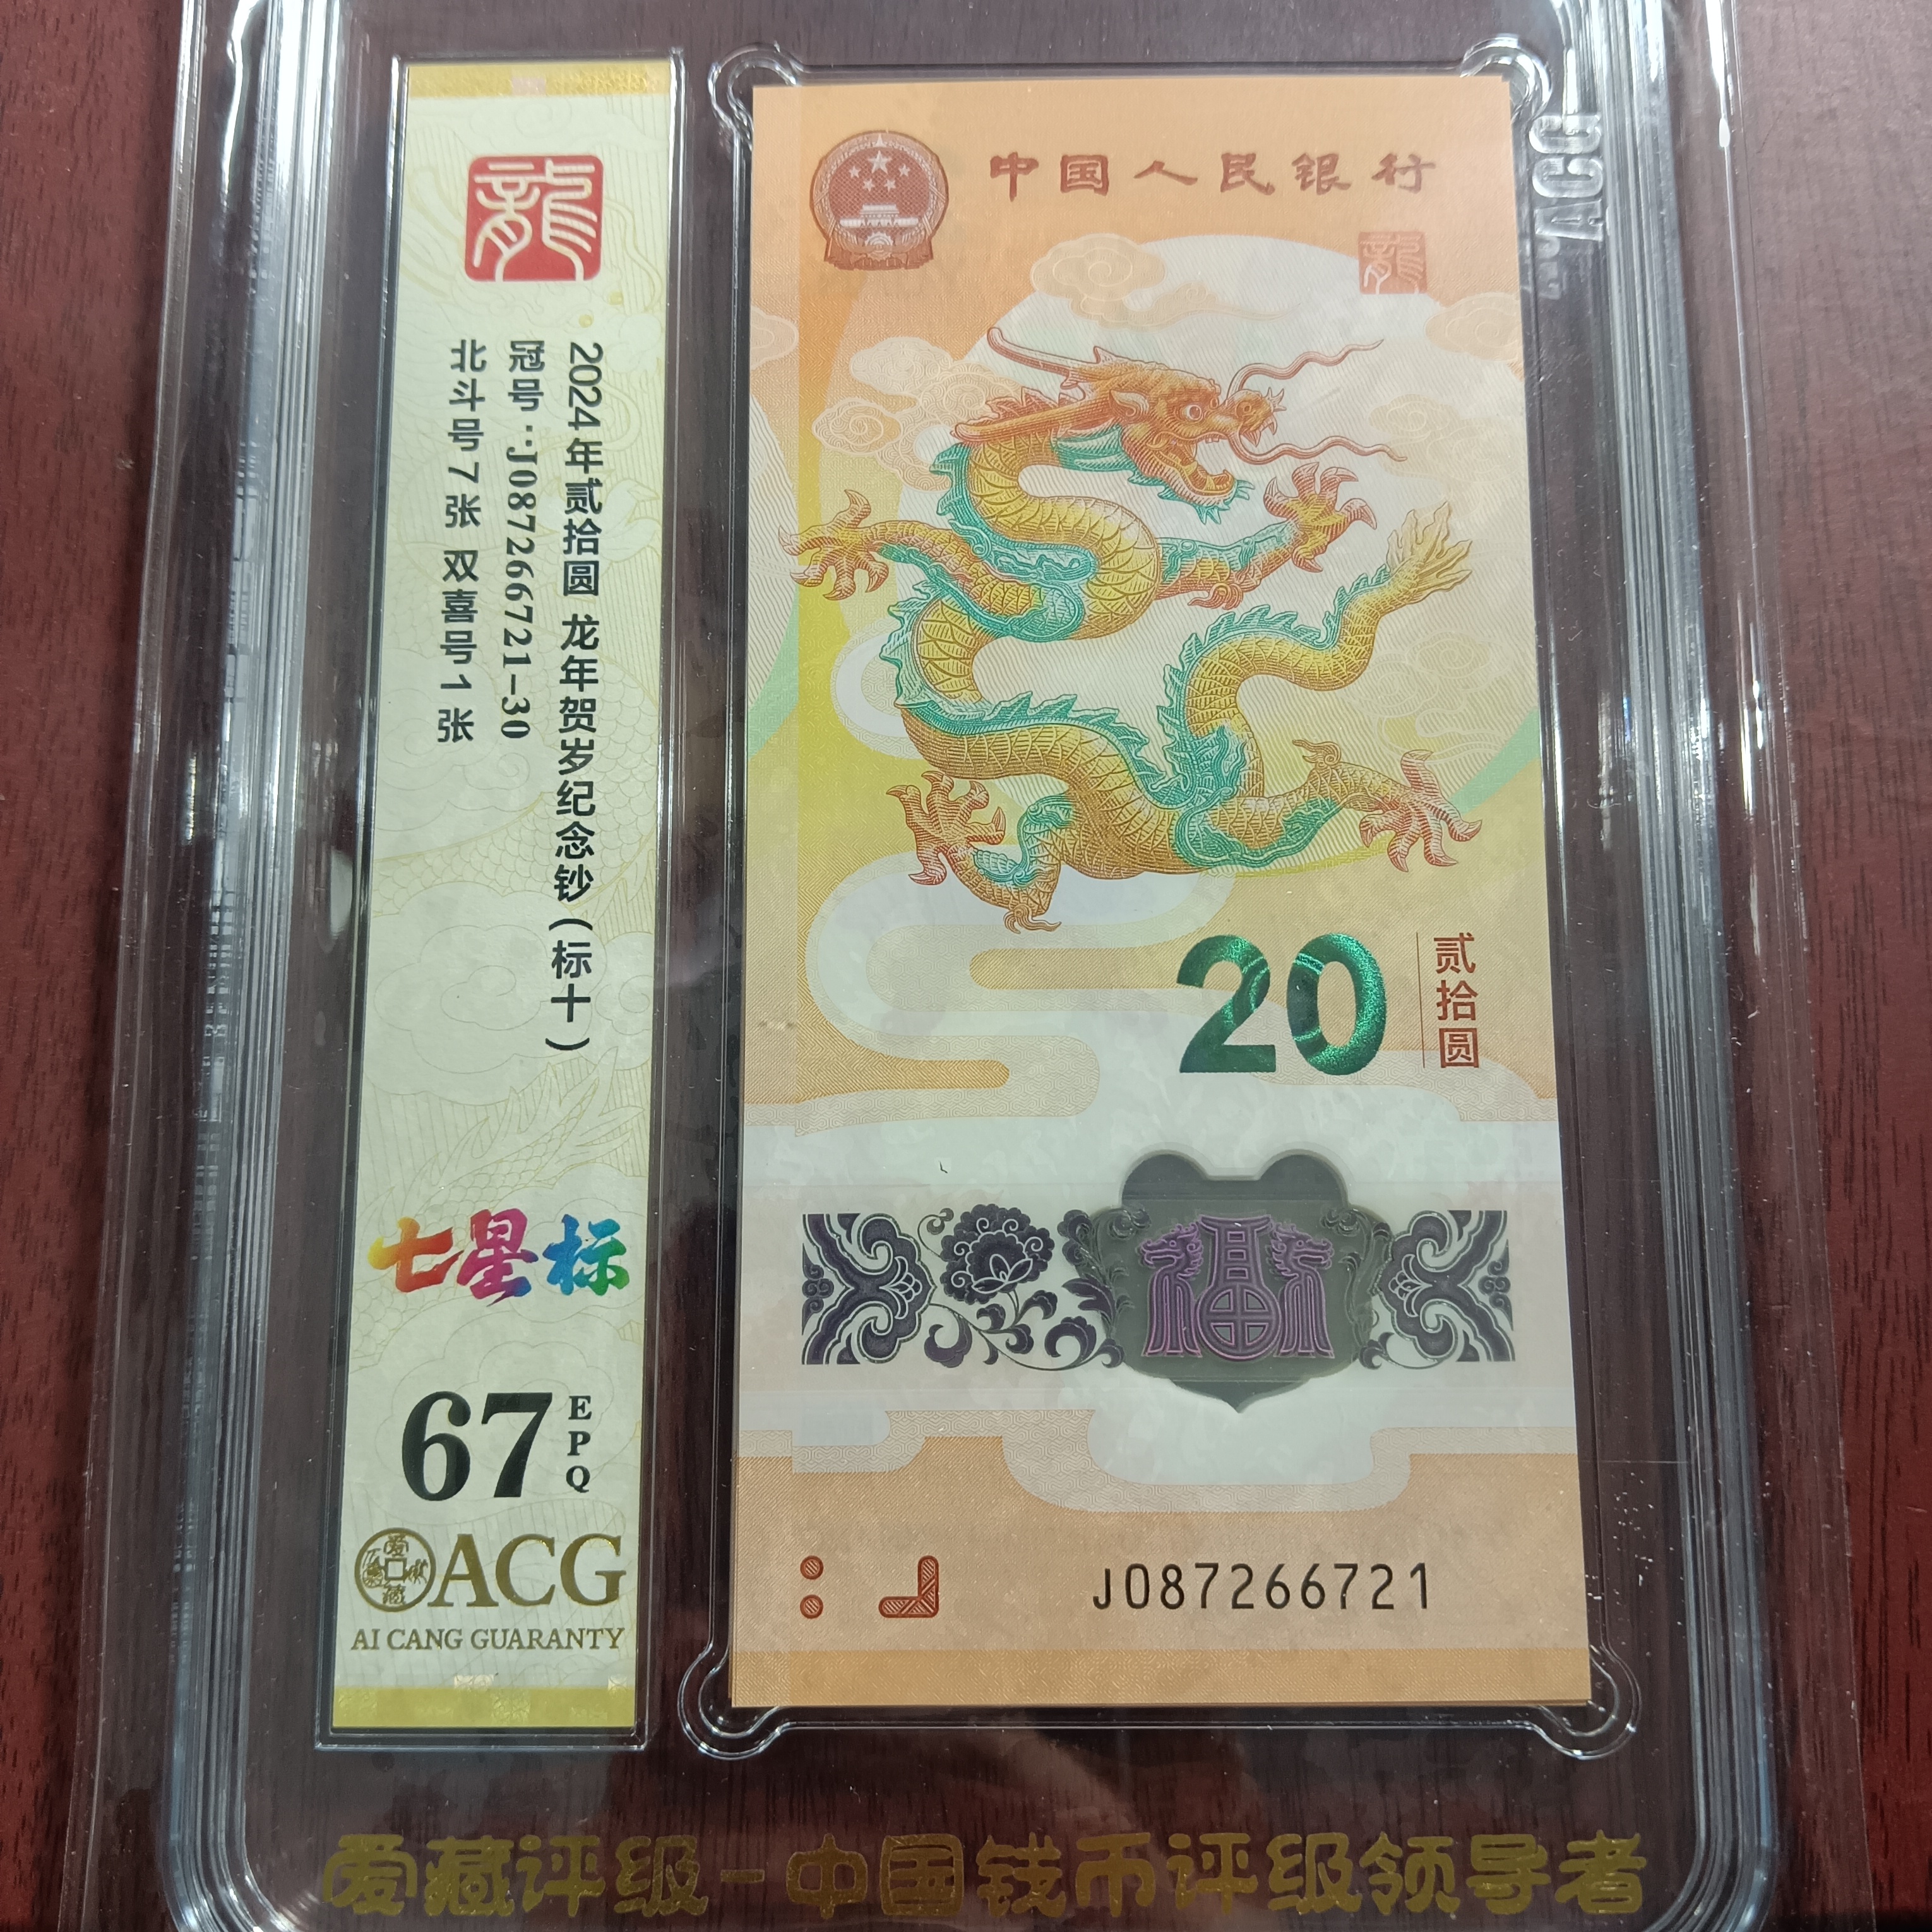 龍
2024年贰拾圆 龙年贺岁纪念钞(标十)
冠号:J087266721-30
北斗号7张 双喜号1张
七星标
67
EPQ
ACG
AI CANG GUARANTY
中国人民银行
龍
20
贰拾圆
福
J087266721
ACG
爱藏评级-中国钱币评级领导者